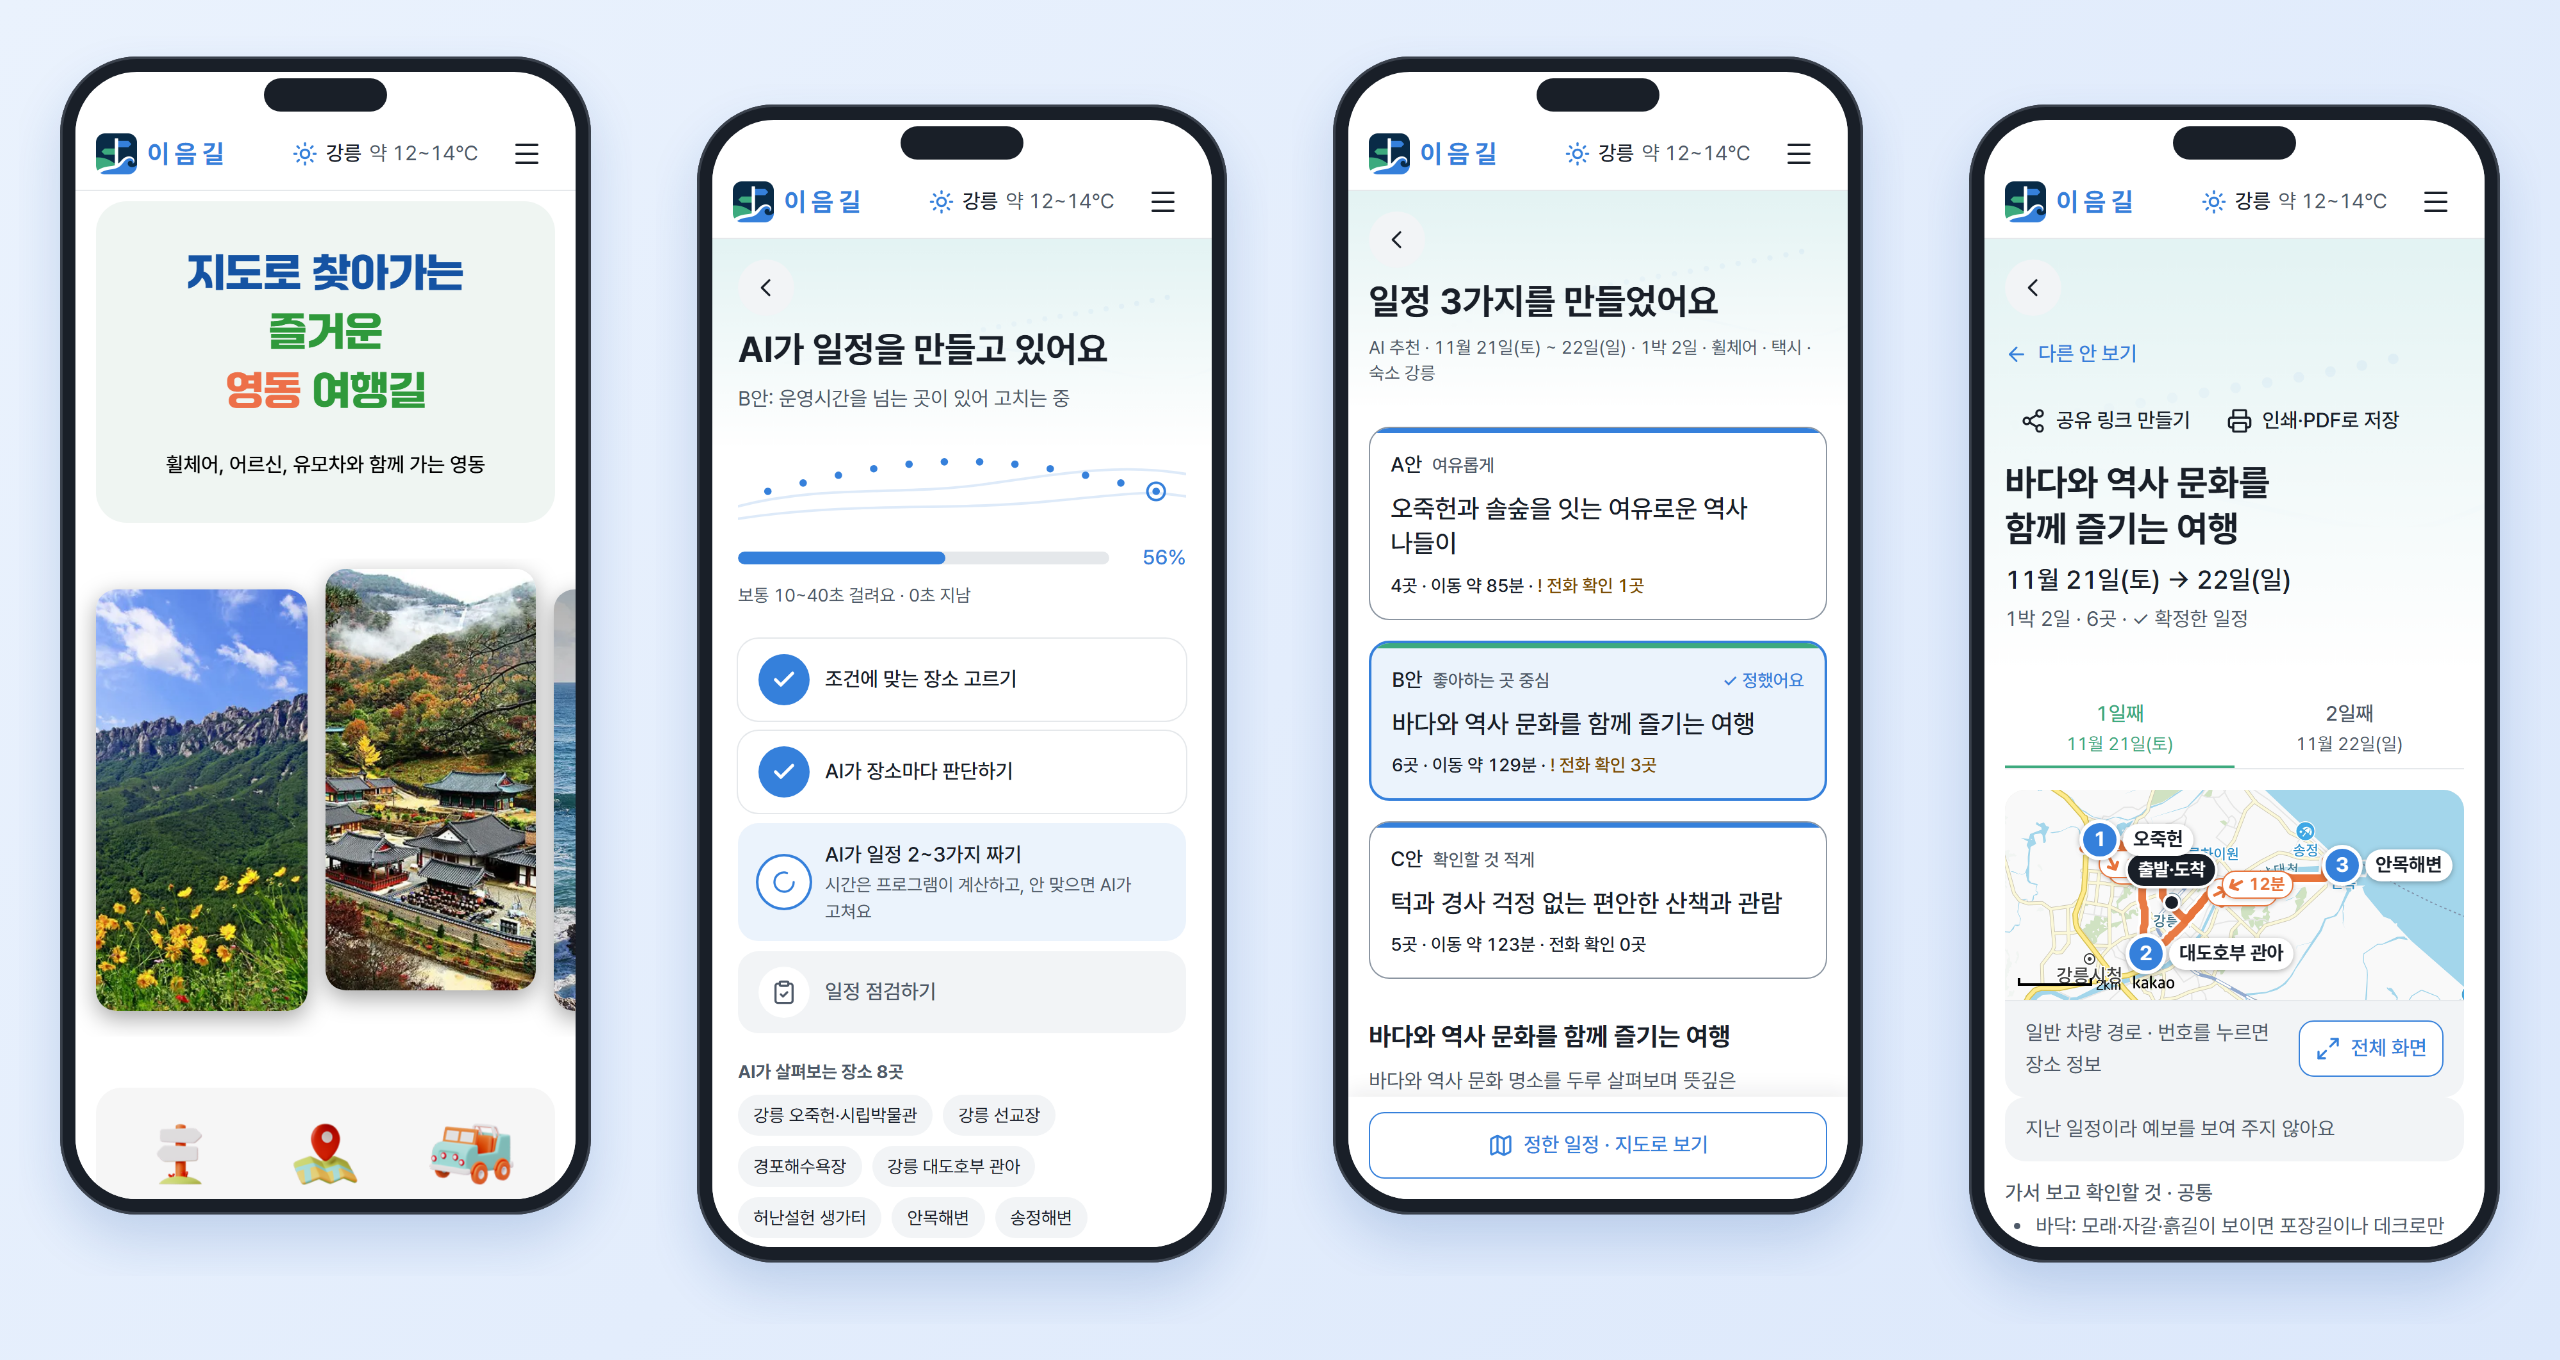 이음길
강릉 약 12~14°C
지도로 찾아가는
즐거운
영동 여행길
휠체어, 어르신, 유모차와 함께 가는 영동
이음길
강릉 약 12~14°C
AI가 일정을 만들고 있어요
B안: 운영시간을 넘는 곳이 있어 고치는 중
56%
보통 10~40초 걸려요 · 0초 지남
조건에 맞는 장소 고르기
AI가 장소마다 판단하기
AI가 일정 2~3가지 짜기
시간은 프로그램이 계산하고, 안 맞으면 AI가
고쳐요
일정 점검하기
AI가 살펴보는 장소 8곳
강릉 오죽헌·시립박물관
강릉 선교장
경포해수욕장
강릉 대도호부 관아
허난설헌 생가터
안목해변
송정해변
이음길
강릉 약 12~14°C
일정 3가지를 만들었어요
AI 추천 · 11월 21일(토) ~ 22일(일) · 1박 2일 · 휠체어 · 택시 ·
숙소 강릉
A안 여유롭게
오죽헌과 솔숲을 잇는 여유로운 역사
나들이
4곳 · 이동 약 85분 · ! 전화 확인 1곳
B안 좋아하는 곳 중심
✓ 정했어요
바다와 역사 문화를 함께 즐기는 여행
6곳 · 이동 약 129분 · ! 전화 확인 3곳
C안 확인할 것 적게
턱과 경사 걱정 없는 편안한 산책과 관람
5곳 · 이동 약 123분 · 전화 확인 0곳
바다와 역사 문화를 함께 즐기는 여행
바다와 역사 문화 명소를 두루 살펴보며 뜻깊은
정한 일정 · 지도로 보기
이음길
강릉 약 12~14°C
← 다른 안 보기
공유 링크 만들기
인쇄·PDF로 저장
바다와 역사 문화를
함께 즐기는 여행
11월 21일(토) → 22일(일)
1박 2일 · 6곳 · ✓ 확정한 일정
1일째
11월 21일(토)
2일째
11월 22일(일)
1 오죽헌
출발·도착
송정
3 안목해변
12분
강릉
2 대도호부 관아
강릉시청
2km
kakao
일반 차량 경로 · 번호를 누르면
장소 정보
전체 화면
지난 일정이라 예보를 보여 주지 않아요
가서 보고 확인할 것 · 공통
• 바닥: 모래·자갈·흙길이 보이면 포장길이나 데크로만